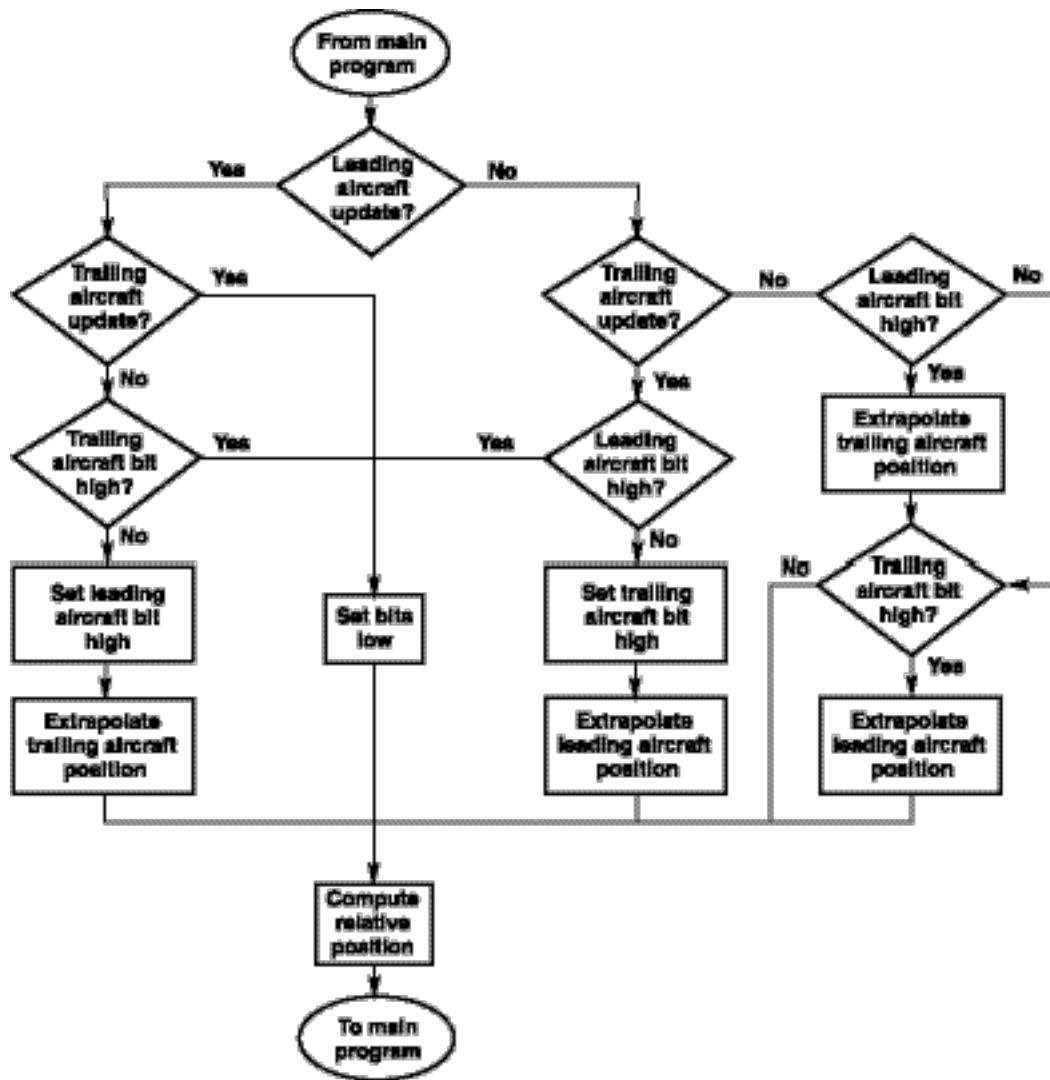 From main
program
Leading
aircraft
update?
Yes
No
Trailing
aircraft
update?
Yes
No
Trailing
aircraft
update?
No
Yes
Leading
aircraft bit
high?
No
Yes
Trailing
aircraft bit
high?
Yes
No
Yes
Leading
aircraft bit
high?
No
Extrapolate
trailing aircraft
position
Set leading
aircraft bit
high
Set bits
low
Set trailing
aircraft bit
high
No
Trailing
aircraft bit
high?
Yes
Extrapolate
trailing aircraft
position
Extrapolate
leading aircraft
position
Extrapolate
leading aircraft
position
Compute
relative
position
To main
program